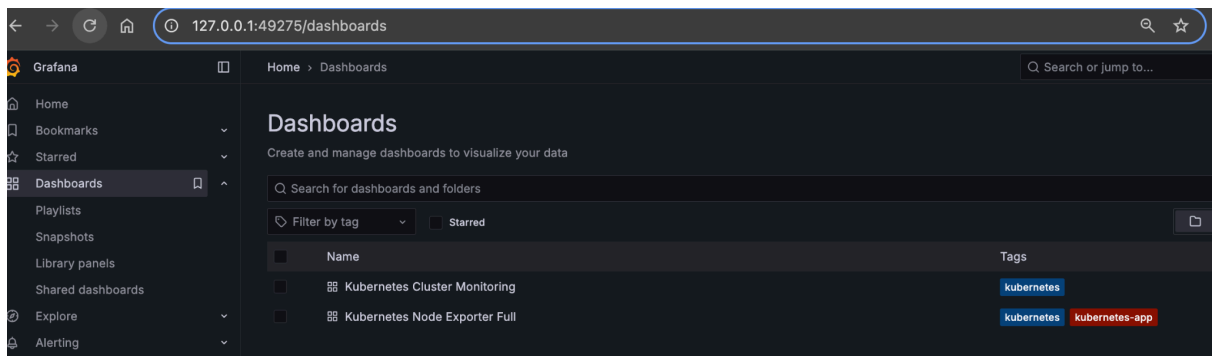 127.0.0.1:49275/dashboards
Grafana
Home › Dashboards
Search or jump to...
Home
Bookmarks
Starred
Dashboards
Playlists
Snapshots
Library panels
Shared dashboards
Explore
Alerting
Dashboards
Create and manage dashboards to visualize your data
Search for dashboards and folders
Filter by tag
Starred
Name Tags
Kubernetes Cluster Monitoring kubernetes
Kubernetes Node Exporter Full kubernetes kubernetes-app